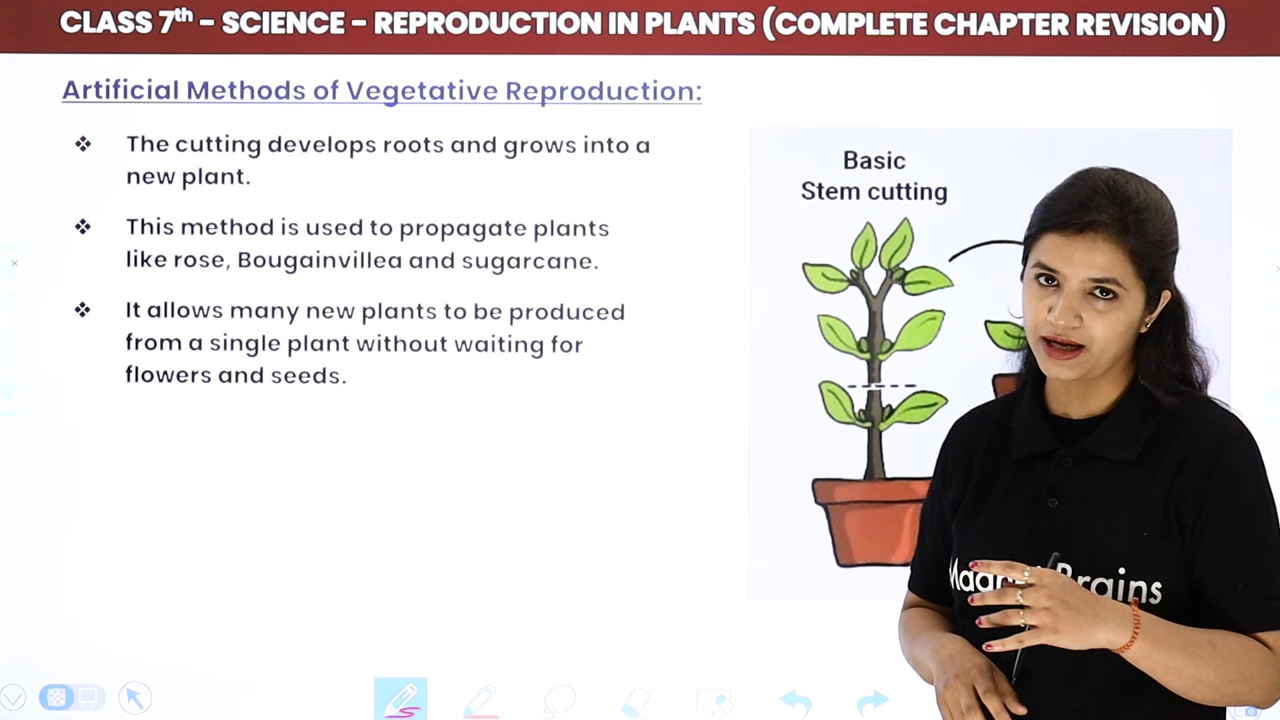 CLASS 7th – SCIENCE – REPRODUCTION IN PLANTS (COMPLETE CHAPTER REVISION)
Artificial Methods of Vegetative Reproduction:
❖ The cutting develops roots and grows into a
new plant.
❖ This method is used to propagate plants
like rose, Bougainvillea and sugarcane.
❖ It allows many new plants to be produced
from a single plant without waiting for
flowers and seeds.
Basic
Stem cutting
Brains